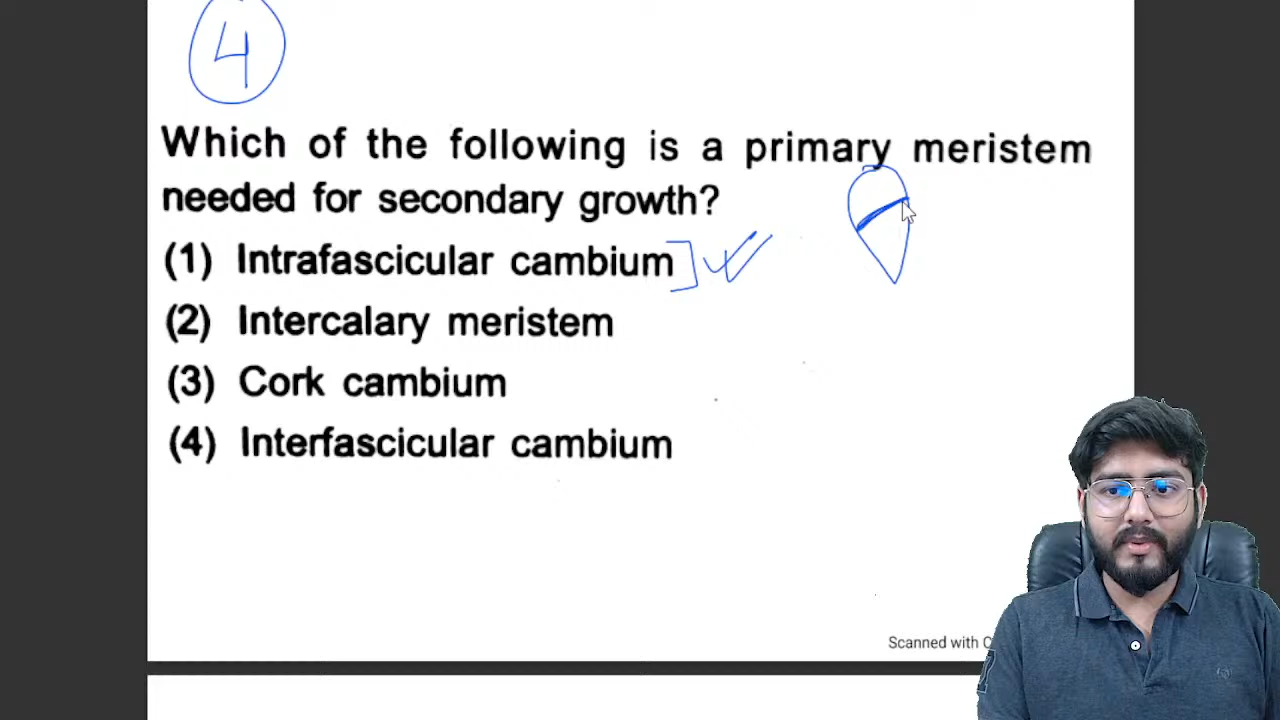 4
Which of the following is a primary meristem
needed for secondary growth?
(1) Intrafascicular cambium
(2) Intercalary meristem
(3) Cork cambium
(4) Interfascicular cambium
Scanned with